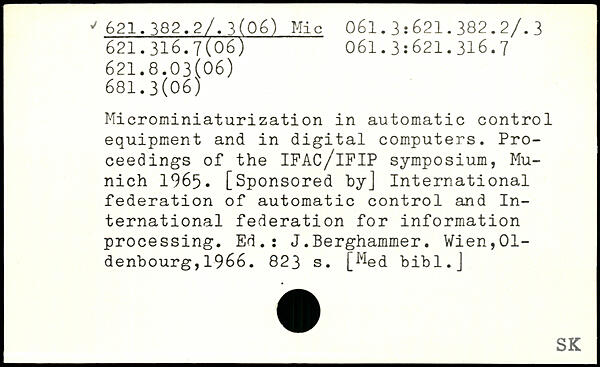 621.382.2/.3(06) Mic 061.3:621.382.2/.3
621.316.7(06) 061.3:621.316.7
621.8.03(06)
681.3(06)
Microminiaturization in automatic control
equipment and in digital computers. Pro-
ceedings of the IFAC/IFIP symposium, Mu-
nich 1965. [Sponsored by] International
federation of automatic control and In-
ternational federation for information
processing. Ed.: J.Berghammer. Wien,Ol-
denbourg,1966. 823 s. [Med bibl.]
SK